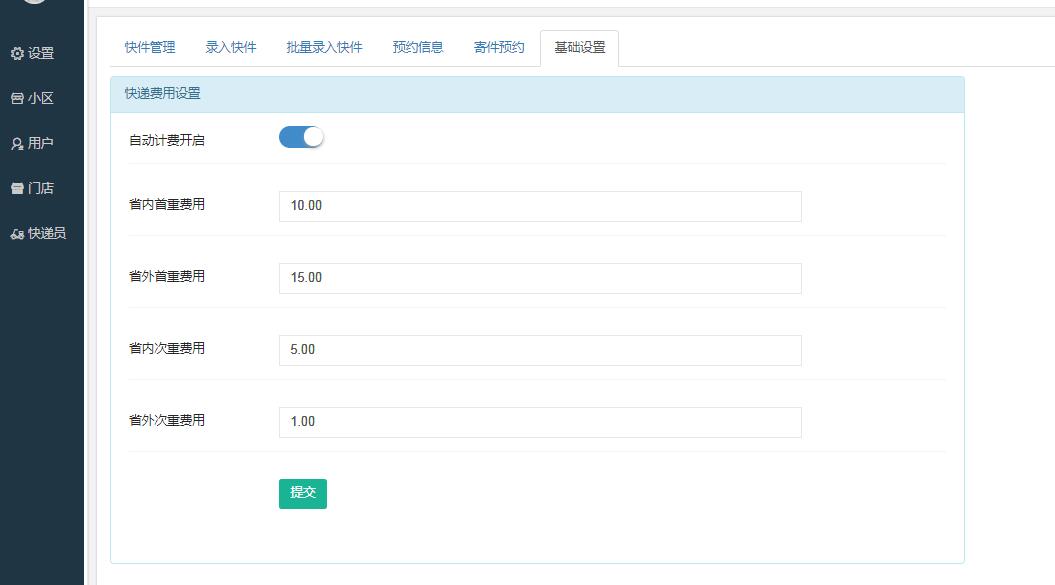 快件管理 录入快件 批量录入快件 预约信息 寄件预约 基础设置
设置
小区
用户
门店
快递员
快递费用设置
自动计费开启
省内首重费用 10.00
省外首重费用 15.00
省内次重费用 5.00
省外次重费用 1.00
提交